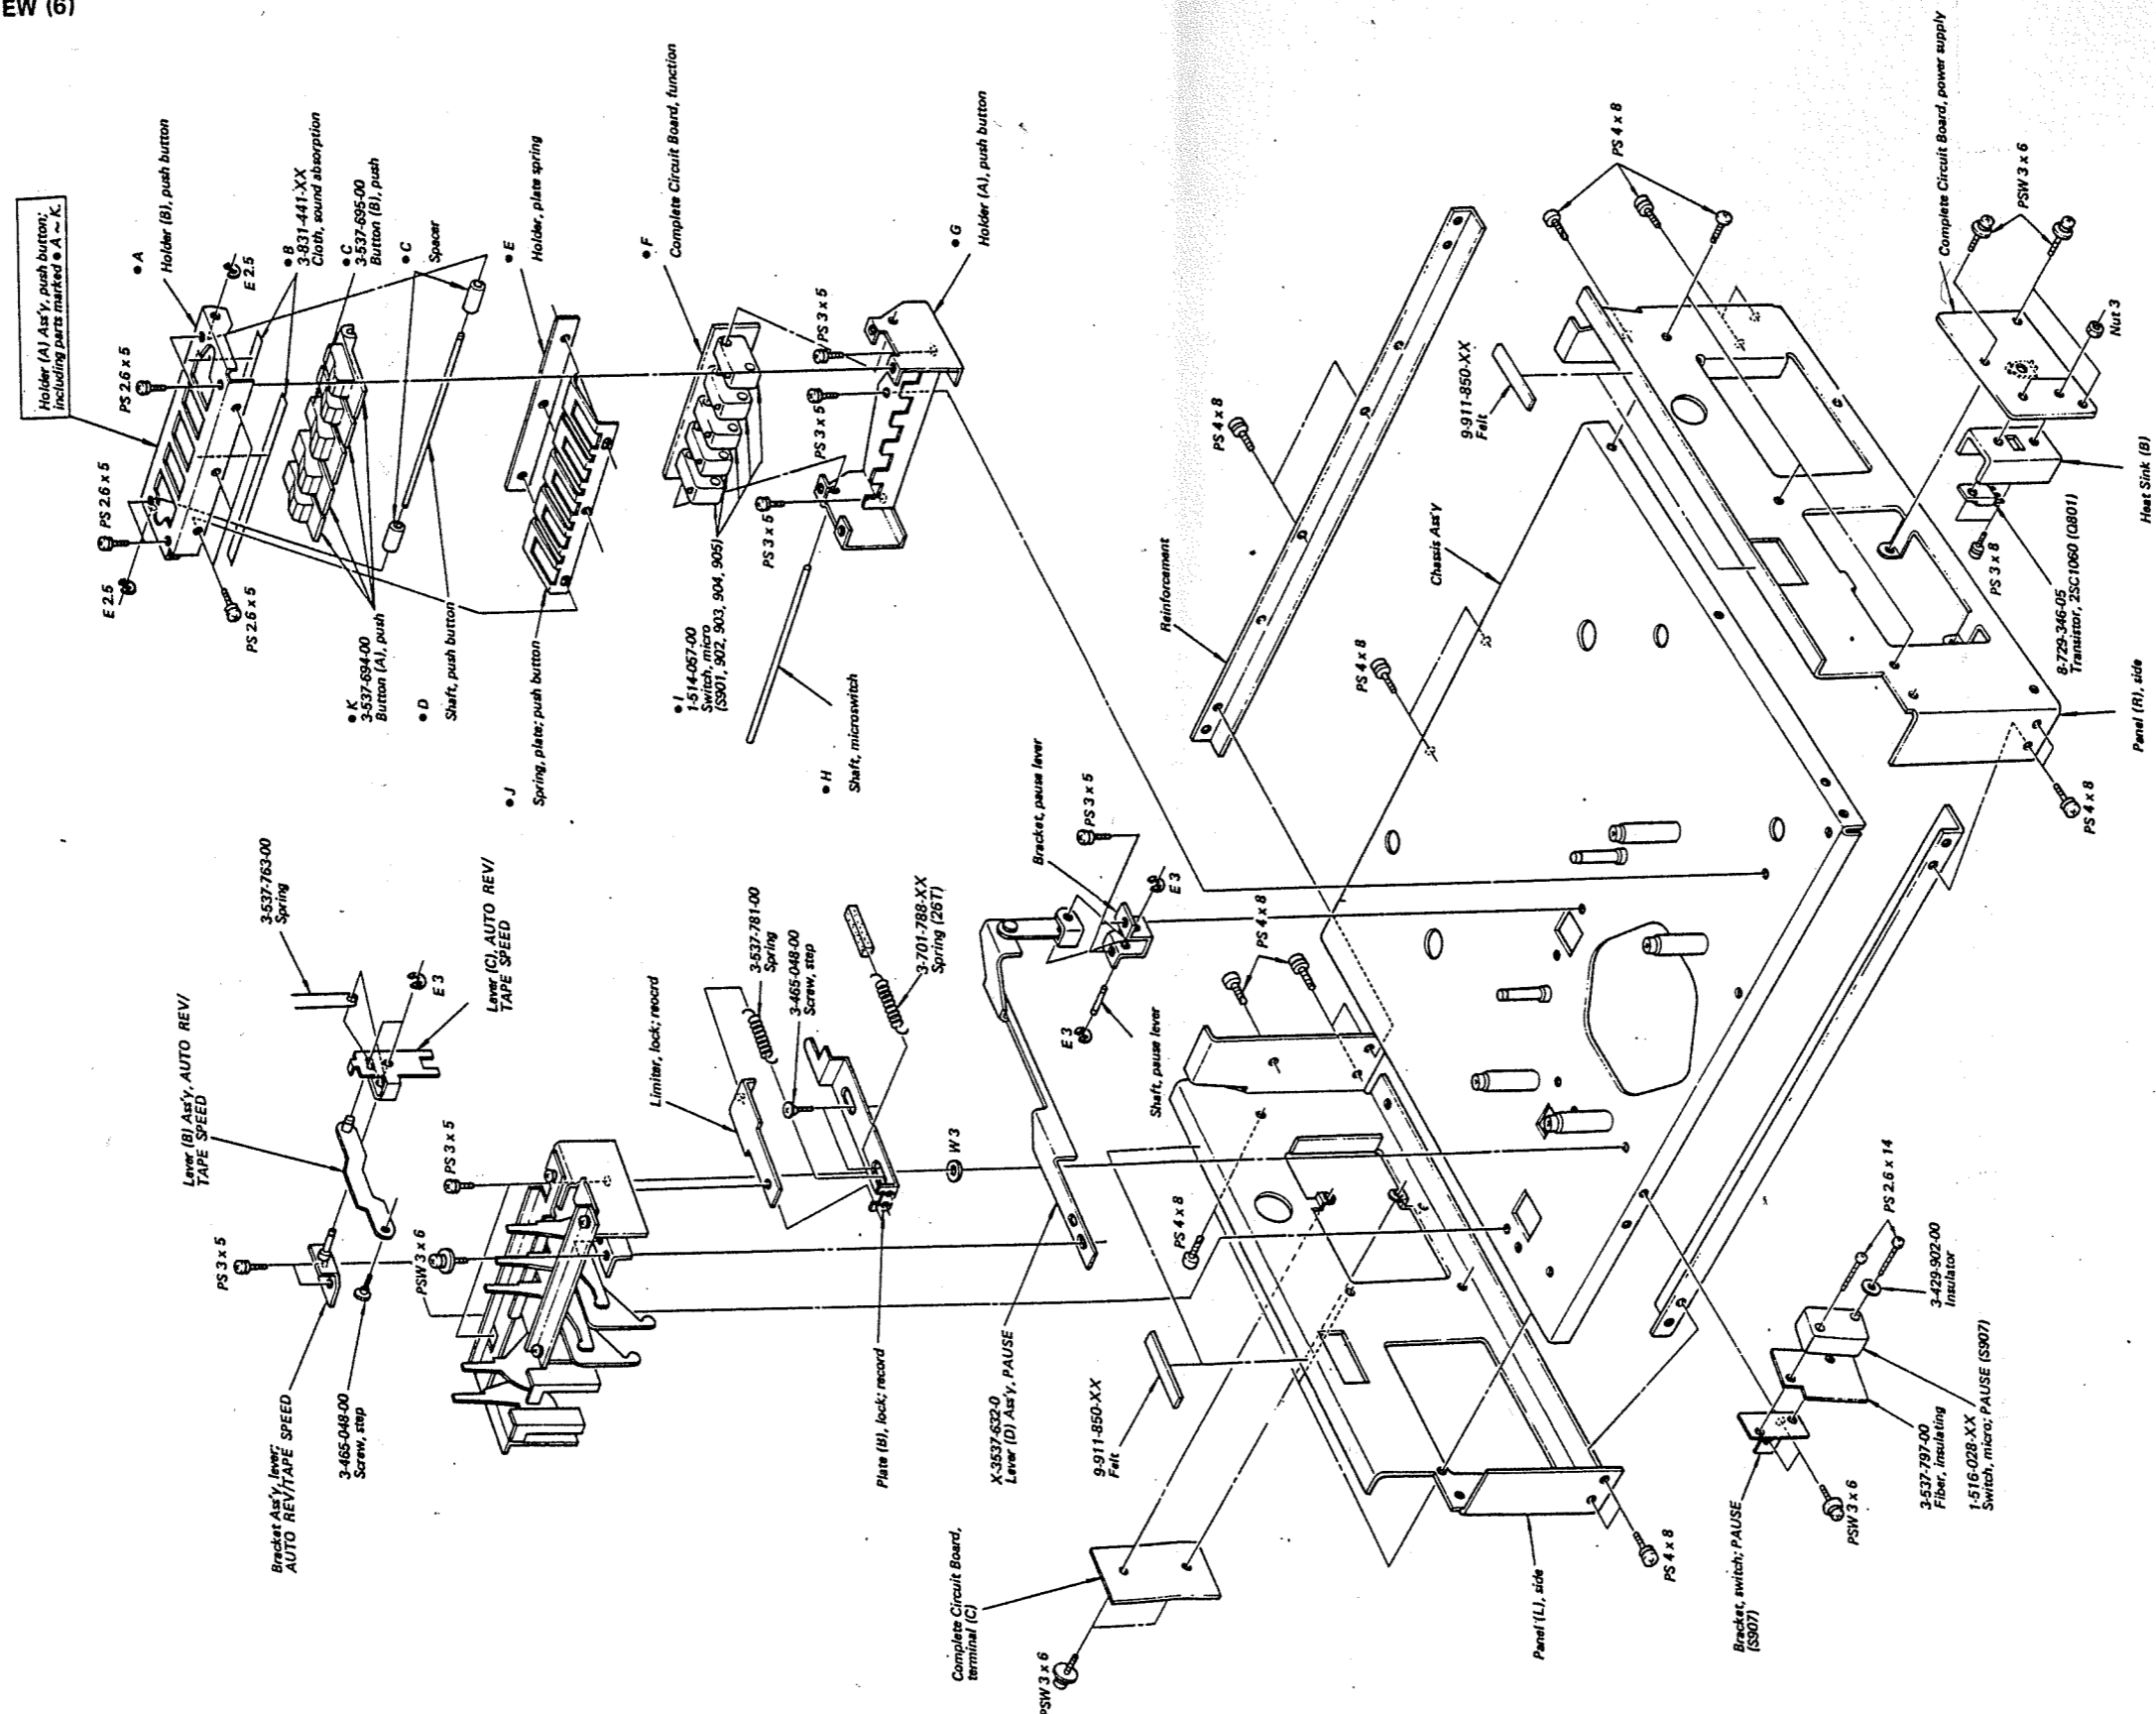 EW (6)
Holder (A) Ass'y, push button;
including parts marked ● A ~ K.
● A
Holder (B), push button
PS 2.6 x 5
PS 2.6 x 5
E 2.5
E 2.5
PS 2.6 x 5
● B
3-831-441-XX
Cloth, sound absorption
● C
3-537-695-00
Button (B), push
● C
Spacer
● K
3-537-694-00
Button (A), push
● D
Shaft, push button
● E
Holder, plate spring
● J
Spring, plate; push button
● F
Complete Circuit Board, function
PS 3 x 5
PS 3 x 5
PS 3 x 5
● G
Holder (A), push button
● I
1-514-057-00
Switch, micro
(S901, 902, 903, 904, 905)
● H
Shaft, microswitch
3-537-763-00
Spring
Lever (B) Ass'y, AUTO REV/
TAPE SPEED
E 3
Lever (C), AUTO REV/
TAPE SPEED
PS 3 x 5
Bracket Ass'y, lever;
AUTO REV/TAPE SPEED
3-465-048-00
Screw, step
PS 3 x 5
PSW 3 x 6
Limiter, lock; reocrd
3-537-781-00
Spring
3-465-048-00
Screw, step
3-701-788-XX
Spring (26T)
Plate (B), lock; record
W 3
X-3537-632-0
Lever (D) Ass'y, PAUSE
Bracket, pause lever
PS 3 x 5
E 3
E 3
Shaft, pause lever
PS 4 x 8
PS 4 x 8
9-911-850-XX
Felt
Complete Circuit Board,
terminal (C)
PSW 3 x 6
Panel (L), side
PS 4 x 8
Reinforcement
PS 4 x 8
Chassis Ass'y
PS 4 x 8
9-911-850-XX
Felt
PS 4 x 8
Complete Circuit Board, power supply
PSW 3 x 6
Nut 3
Heat Sink (B)
PS 3 x 8
8-729-346-05
Transistor, 2SC1060 (Q801)
Panel (R), side
PS 4 x 8
PS 2.6 x 14
3-429-902-00
Insulator
1-516-028-XX
Switch, micro; PAUSE (S907)
3-537-797-00
Fiber, insulating
PSW 3 x 6
Bracket, switch; PAUSE
(S907)